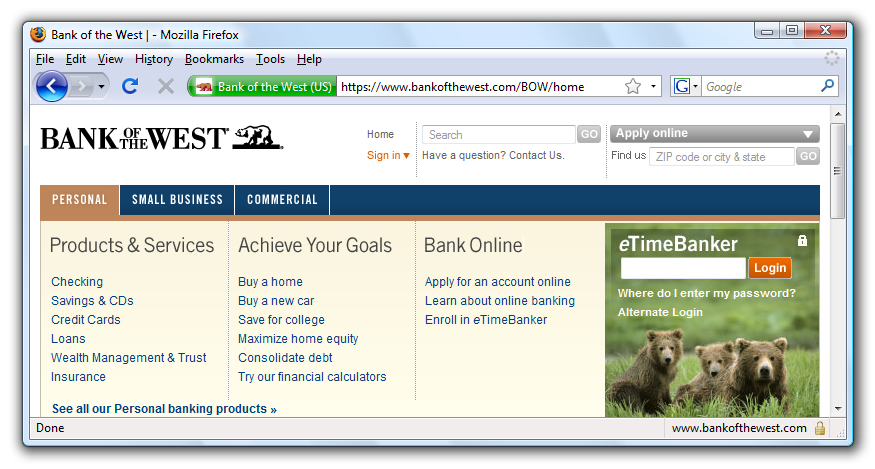 Bank of the West | - Mozilla Firefox
File Edit View History Bookmarks Tools Help
Bank of the West (US) https://www.bankofthewest.com/BOW/home G Google
BANK OF THE WEST
Home Search GO Apply online
Sign in Have a question? Contact Us. Find us ZIP code or city & state GO
PERSONAL SMALL BUSINESS COMMERCIAL
Products & Services
Checking
Savings & CDs
Credit Cards
Loans
Wealth Management & Trust
Insurance
See all our Personal banking products »
Achieve Your Goals
Buy a home
Buy a new car
Save for college
Maximize home equity
Consolidate debt
Try our financial calculators
Bank Online
Apply for an account online
Learn about online banking
Enroll in eTimeBanker
eTimeBanker
Login
Where do I enter my password?
Alternate Login
Done www.bankofthewest.com